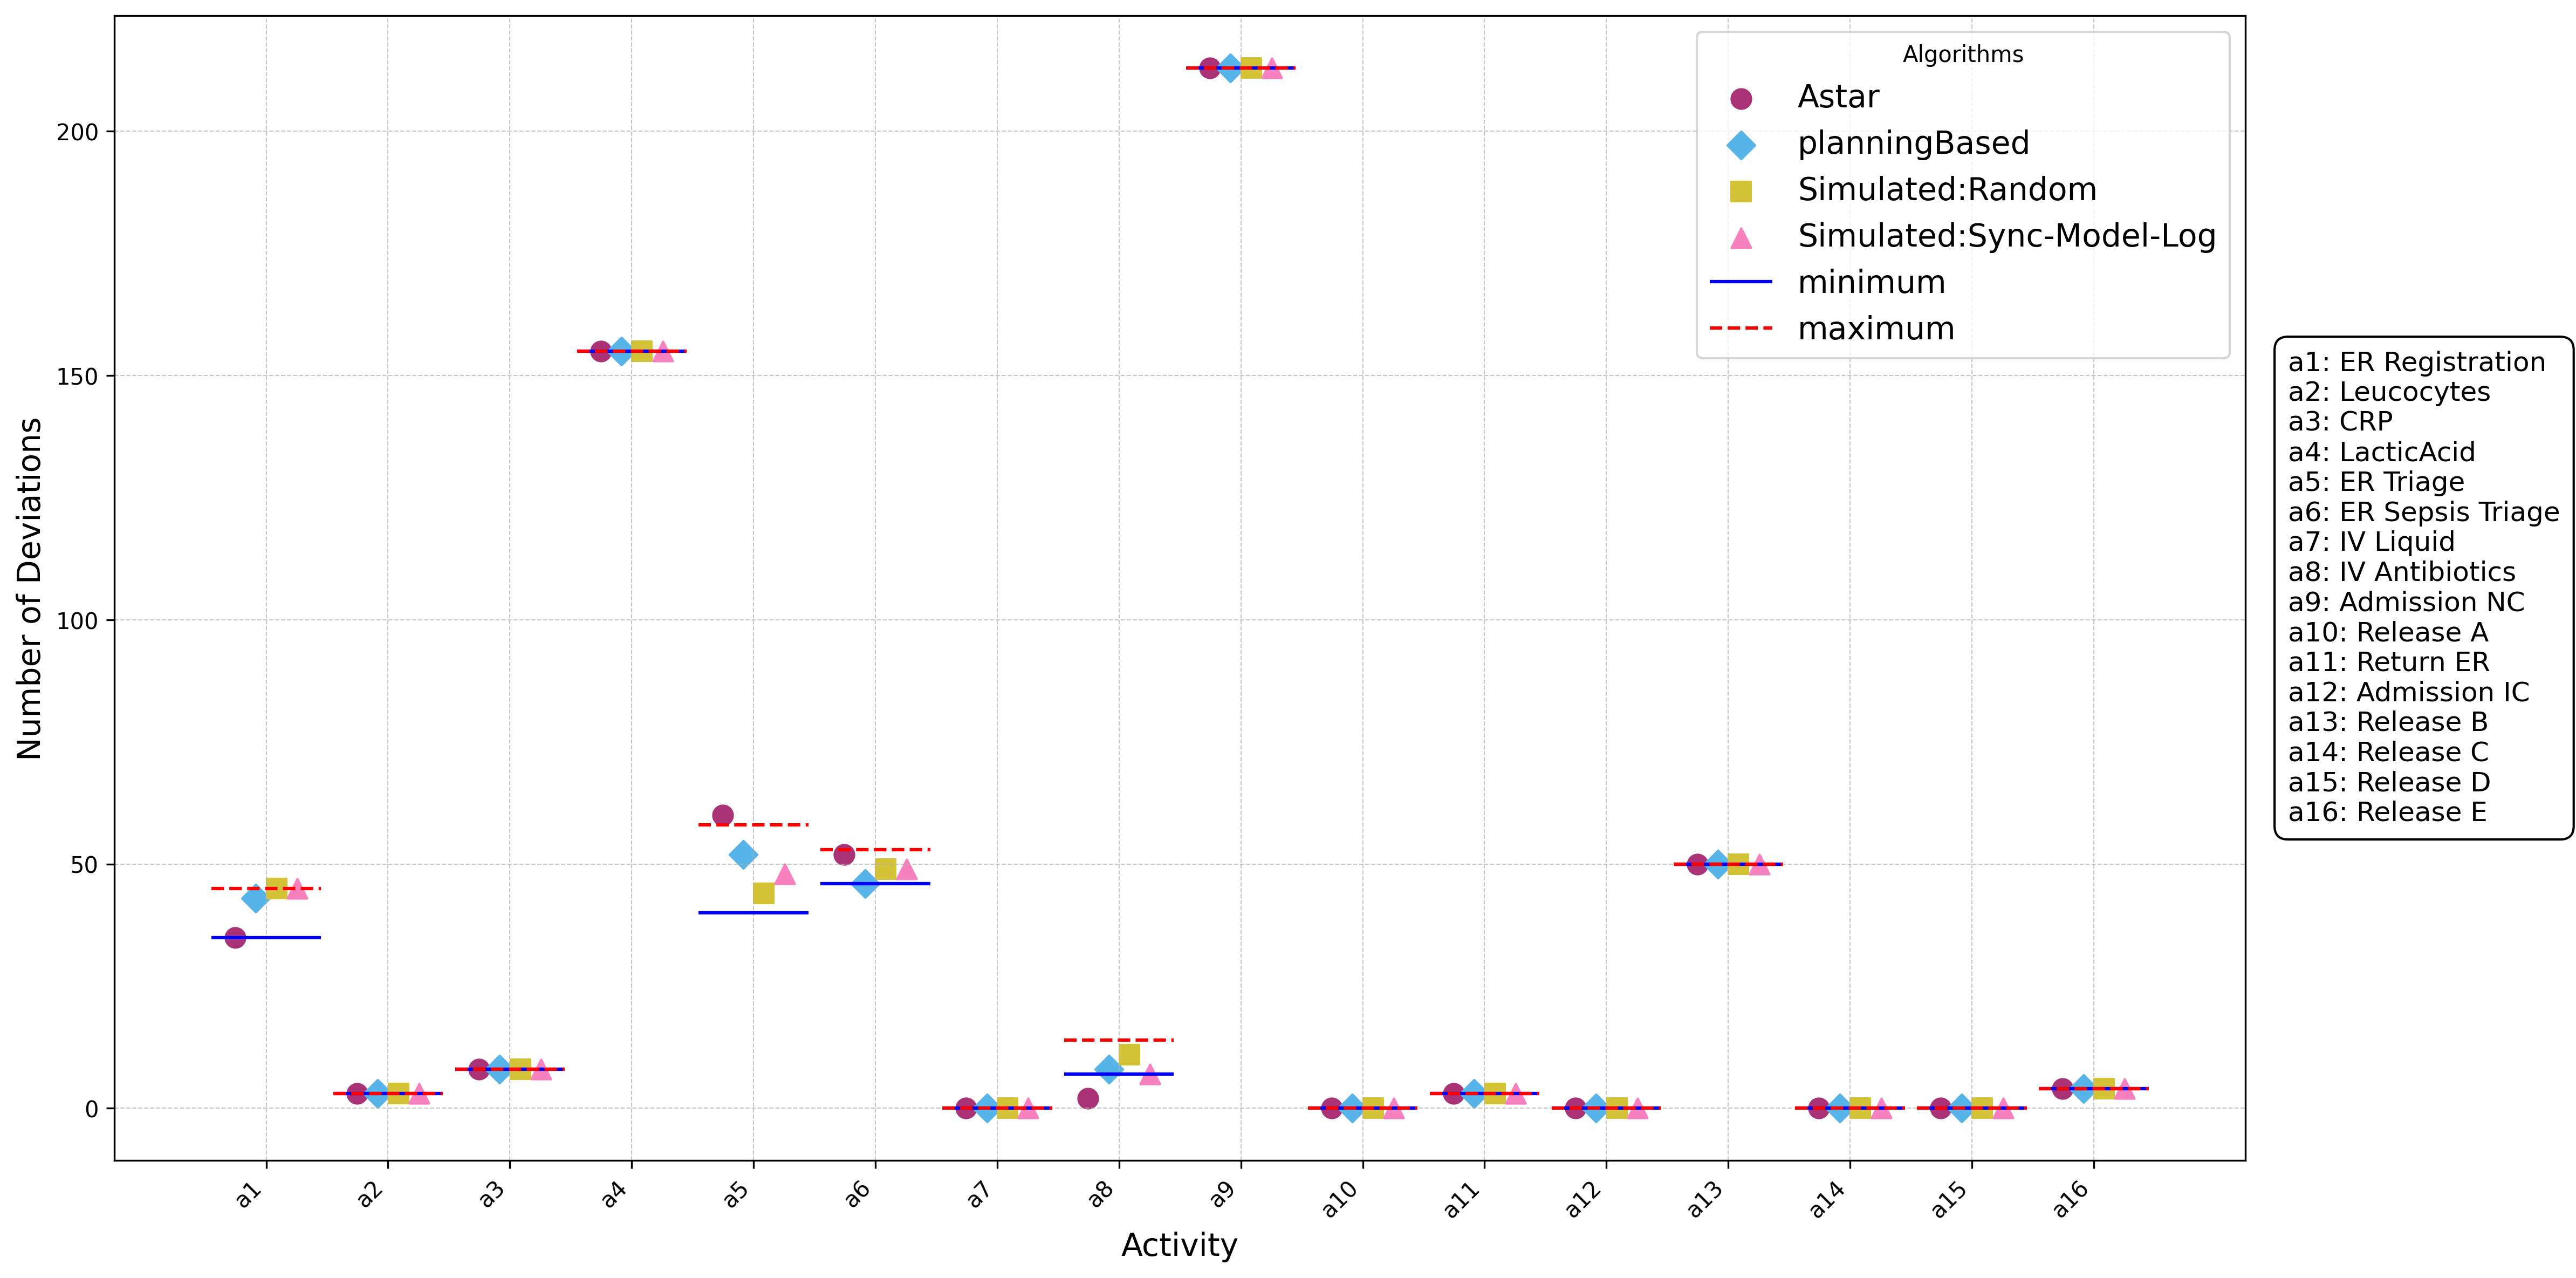 Number of Deviations
200
150
100
50
0
Algorithms
Astar
planningBased
Simulated:Random
Simulated:Sync-Model-Log
minimum
maximum
a1: ER Registration
a2: Leucocytes
a3: CRP
a4: LacticAcid
a5: ER Triage
a6: ER Sepsis Triage
a7: IV Liquid
a8: IV Antibiotics
a9: Admission NC
a10: Release A
a11: Return ER
a12: Admission IC
a13: Release B
a14: Release C
a15: Release D
a16: Release E
a1 a2 a3 a4 a5 a6 a7 a8 a9 a10 a11 a12 a13 a14 a15 a16
Activity